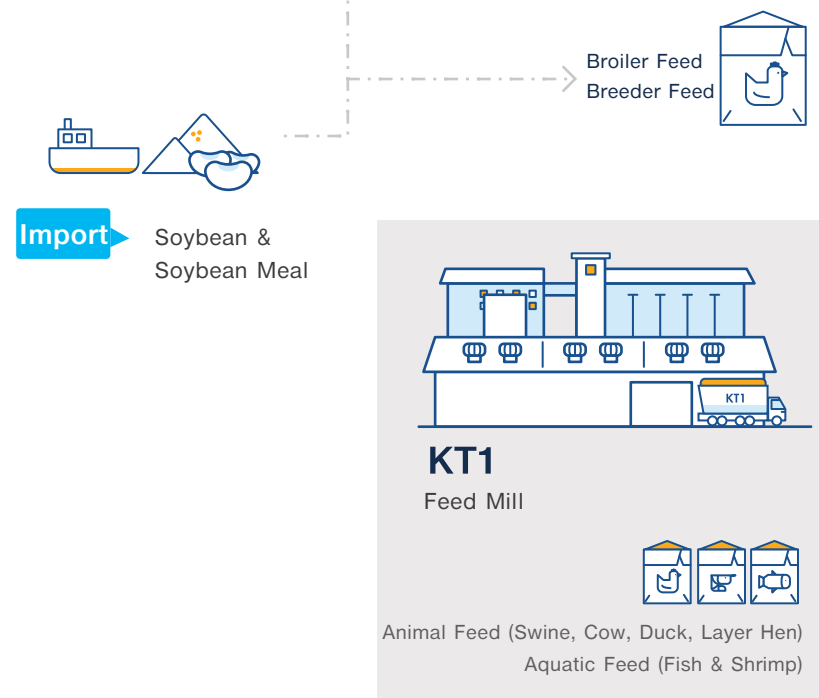 Broiler Feed
Breeder Feed
Import
Soybean &
Soybean Meal
KT1
KT1
Feed Mill
Animal Feed (Swine, Cow, Duck, Layer Hen)
Aquatic Feed (Fish & Shrimp)